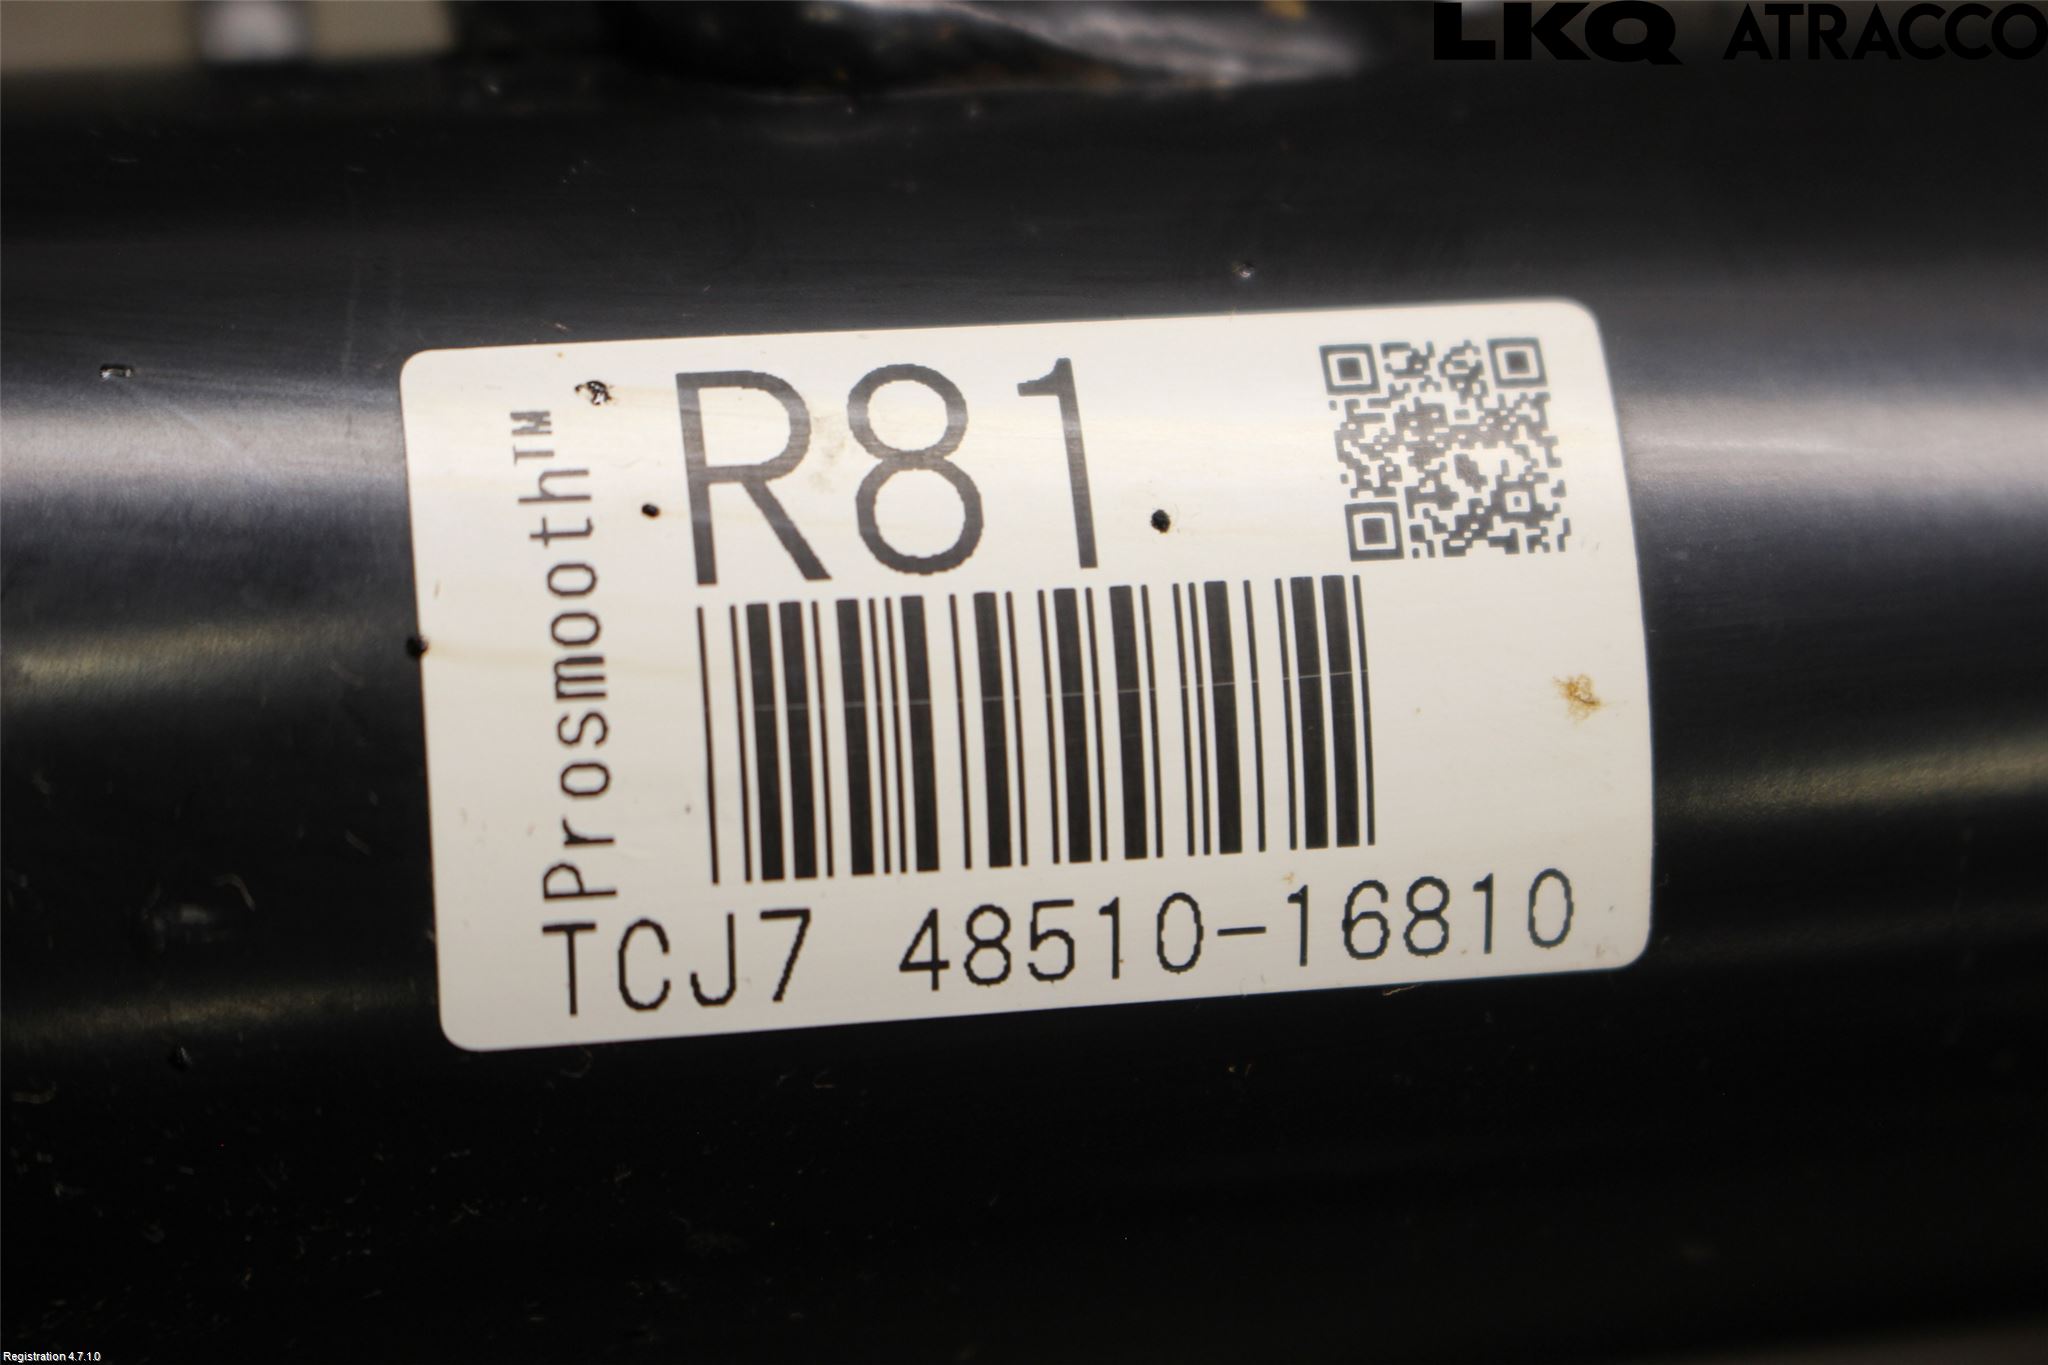 LKQ ATRACCO
R81
Prosmooth™
TCJ7 48510-16810
Registration 4.7.1.0